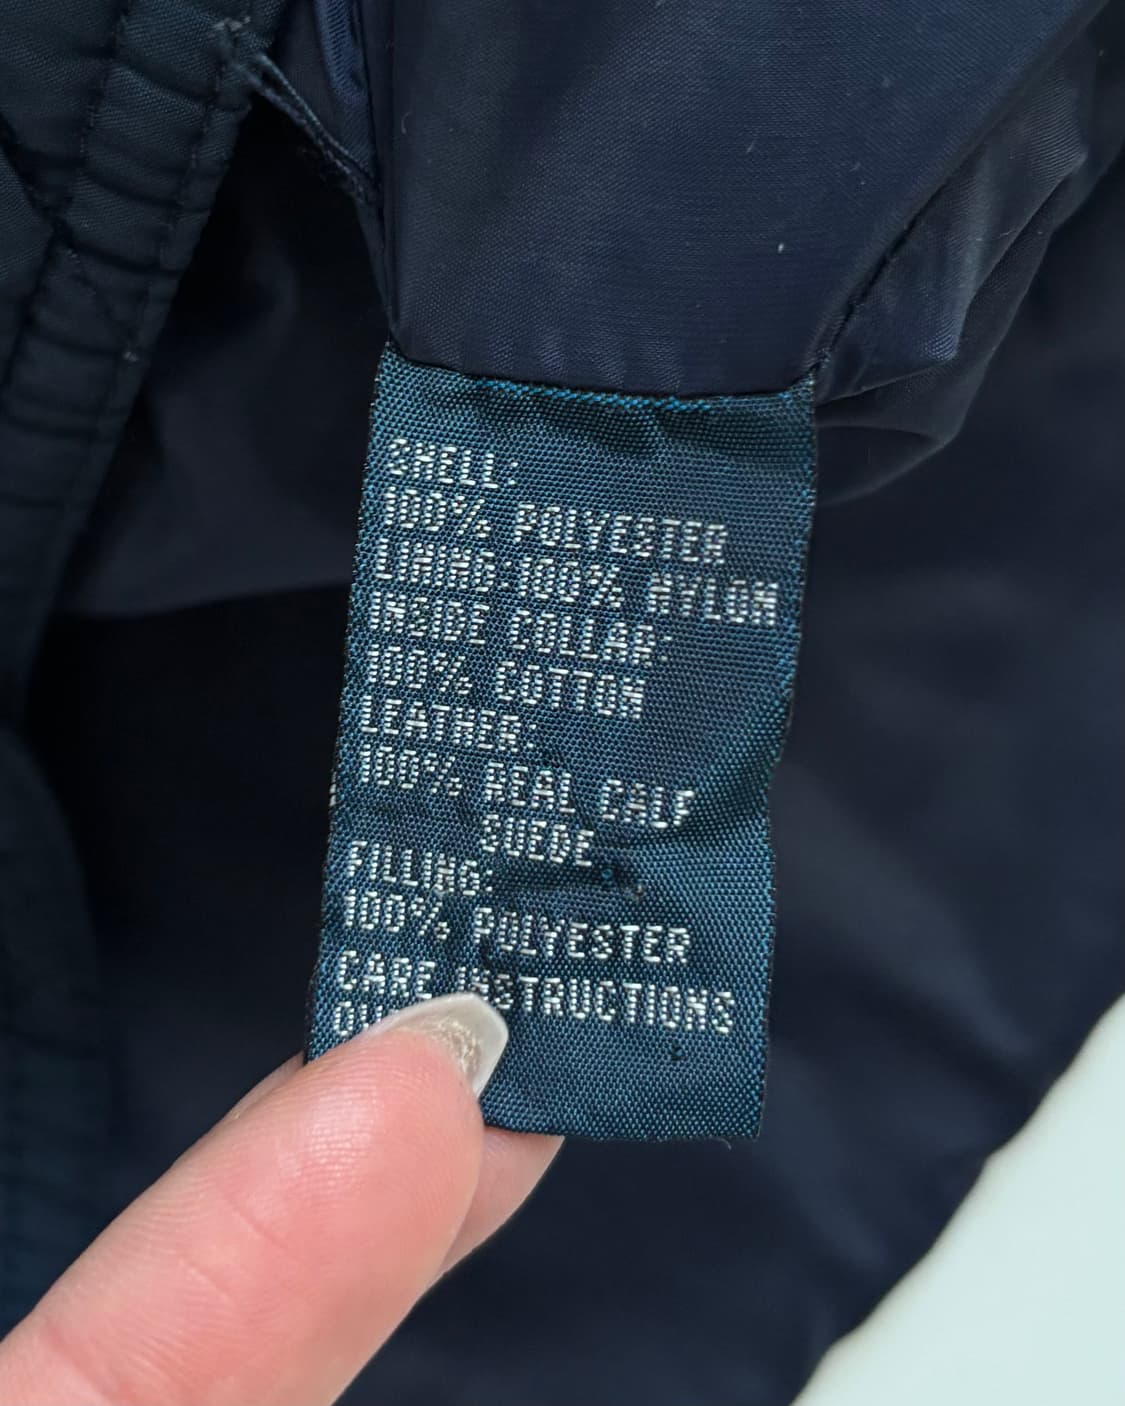 SHELL:
100% POLYESTER
LINING 100% NYLON
INSIDE COLLAR:
100% COTTON
LEATHER:
100% REAL CALF
SUEDE
FILLING:
100% POLYESTER
CARE INSTRUCTIONS